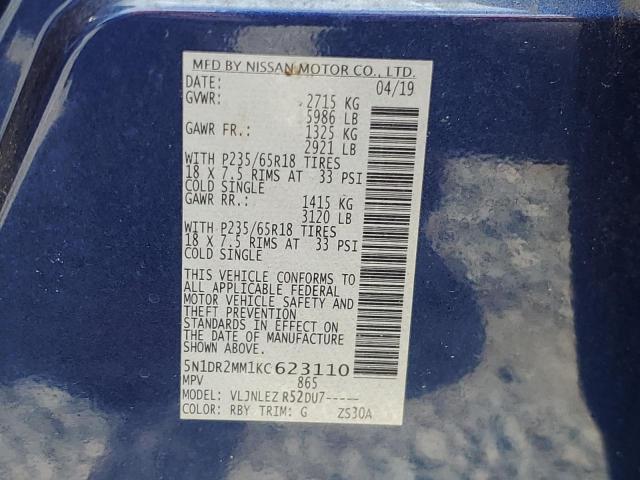 MFD BY NISSAN MOTOR CO., LTD.
DATE: 04/19
GVWR: 2715 KG
5986 LB
GAWR FR.: 1325 KG
2921 LB
WITH P235/65R18 TIRES
18 X 7.5 RIMS AT 33 PSI
COLD SINGLE
GAWR RR.: 1415 KG
3120 LB
WITH P235/65R18 TIRES
18 X 7.5 RIMS AT 33 PSI
COLD SINGLE
THIS VEHICLE CONFORMS TO
ALL APPLICABLE FEDERAL
MOTOR VEHICLE SAFETY AND
THEFT PREVENTION
STANDARDS IN EFFECT ON
THE DATE OF MANUFACTURE
SHOWN ABOVE.
5N1DR2MM1KC623110
MPV 865
MODEL: VLJNLEZ R52DU7-----
COLOR: RBY TRIM: G ZS30A